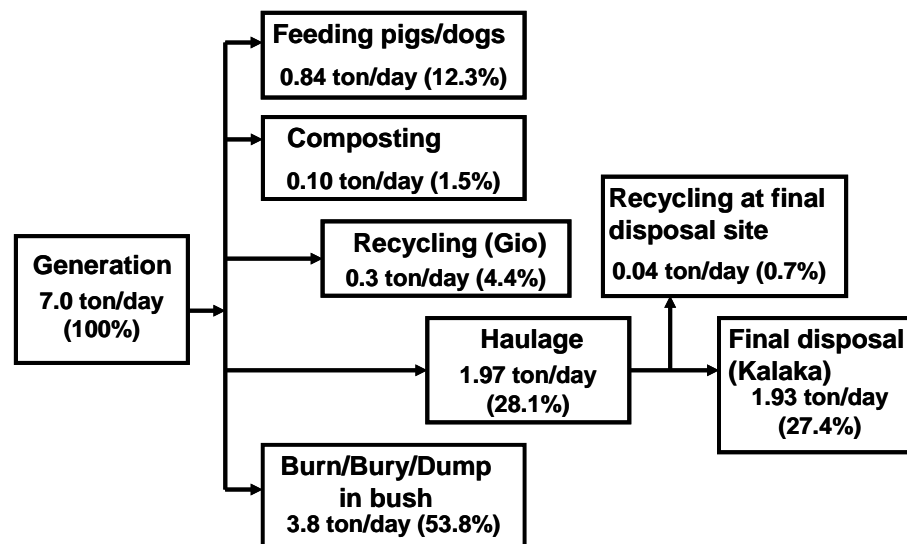 Feeding pigs/dogs
0.84 ton/day (12.3%)
Composting
0.10 ton/day (1.5%)
Recycling at final
disposal site
0.04 ton/day (0.7%)
Recycling (Gio)
0.3 ton/day (4.4%)
Generation
7.0 ton/day
(100%)
Haulage
1.97 ton/day
(28.1%)
Final disposal
(Kalaka)
1.93 ton/day
(27.4%)
Burn/Bury/Dump
in bush
3.8 ton/day (53.8%)